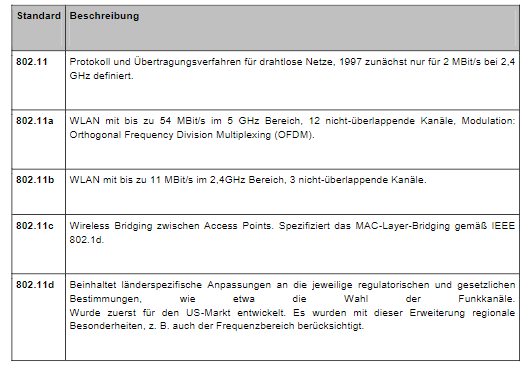 Standard Beschreibung
802.11 Protokoll und Übertragungsverfahren für drahtlose Netze, 1997 zunächst nur für 2 MBit/s bei 2,4
GHz definiert.
802.11a WLAN mit bis zu 54 MBit/s im 5 GHz Bereich, 12 nicht-überlappende Kanäle, Modulation:
Orthogonal Frequency Division Multiplexing (OFDM).
802.11b WLAN mit bis zu 11 MBit/s im 2,4GHz Bereich, 3 nicht-überlappende Kanäle.
802.11c Wireless Bridging zwischen Access Points. Spezifiziert das MAC-Layer-Bridging gemäß IEEE
802.1d.
802.11d Beinhaltet länderspezifische Anpassungen an die jeweilige regulatorischen und gesetzlichen
Bestimmungen, wie etwa die Wahl der Funkkanäle.
Wurde zuerst für den US-Markt entwickelt. Es wurden mit dieser Erweiterung regionale
Besonderheiten, z. B. auch der Frequenzbereich berücksichtigt.